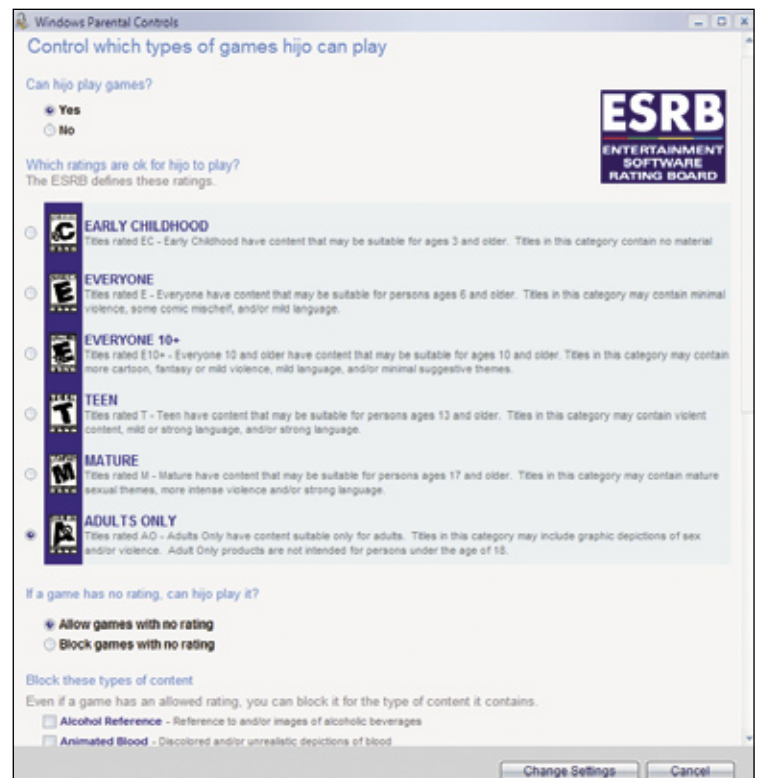 Windows Parental Controls
Control which types of games hijo can play
Can hijo play games?
Yes
No
ESRB
ENTERTAINMENT
SOFTWARE
RATING BOARD
Which ratings are ok for hijo to play?
The ESRB defines these ratings.
EARLY CHILDHOOD
Titles rated EC - Early Childhood have content that may be suitable for ages 3 and older. Titles in this category contain no material
EVERYONE
Titles rated E - Everyone have content that may be suitable for persons ages 6 and older. Titles in this category may contain minimal
violence, some comic mischeif, and/or mild language.
EVERYONE 10+
Titles rated E10+ - Everyone 10 and older have content that may be suitable for ages 10 and older. Titles in this category may contain
more cartoon, fantasy or mild violence, mild language, and/or minimal suggestive themes.
TEEN
Titles rated T - Teen have content that may be suitable for persons ages 13 and older. Titles in this category may contain violent
content, mild or strong language, and/or strong language.
MATURE
Titles rated M - Mature have content that may be suitable for persons ages 17 and older. Titles in this category may contain mature
sexual themes, more intense violence and/or strong language.
ADULTS ONLY
Titles rated AO - Adults Only have content suitable only for adults. Titles in this category may include graphic depictions of sex
and/or violence. Adult Only products are not intended for persons under the age of 18.
If a game has no rating, can hijo play it?
Allow games with no rating
Block games with no rating
Block these types of content
Even if a game has an allowed rating, you can block it for the type of content it contains.
Alcohol Reference - Reference to and/or images of alcoholic beverages
Animated Blood - Discolored and/or unrealistic depictions of blood
Change Settings
Cancel